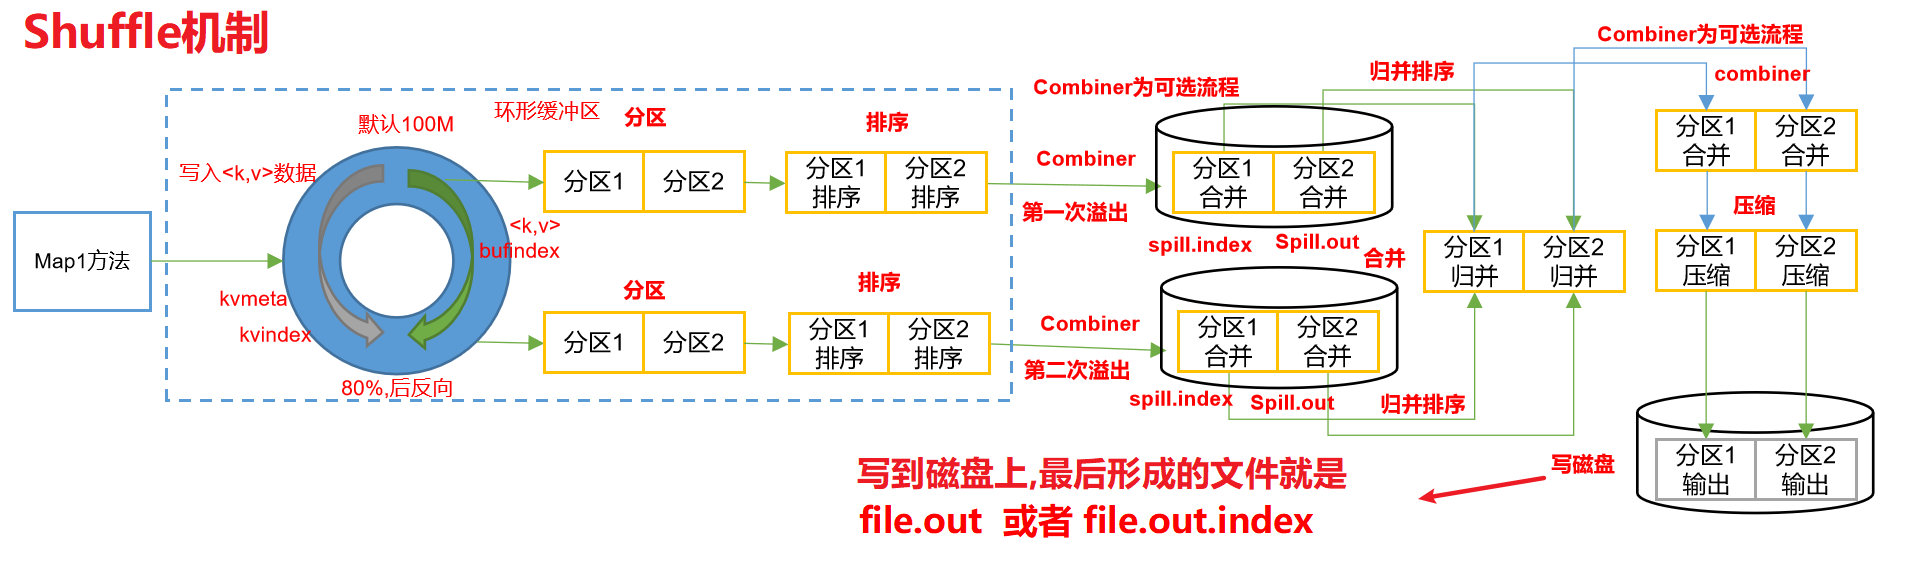 Shuffle机制
Map1方法
写入<k,v>数据
默认100M
环形缓冲区
<k,v>
bufindex
kvmeta
kvindex
80%,后反向
分区
分区1
分区2
排序
分区1
排序
分区2
排序
分区
分区1
分区2
排序
分区1
排序
分区2
排序
Combiner为可选流程
Combiner
第一次溢出
分区1
合并
分区2
合并
spill.index
Spill.out
Combiner
第二次溢出
分区1
合并
分区2
合并
spill.index
Spill.out
归并排序
合并
分区1
归并
分区2
归并
归并排序
Combiner为可选流程
combiner
分区1
合并
分区2
合并
压缩
分区1
压缩
分区2
压缩
写磁盘
分区1
输出
分区2
输出
写到磁盘上,最后形成的文件就是
file.out 或者 file.out.index